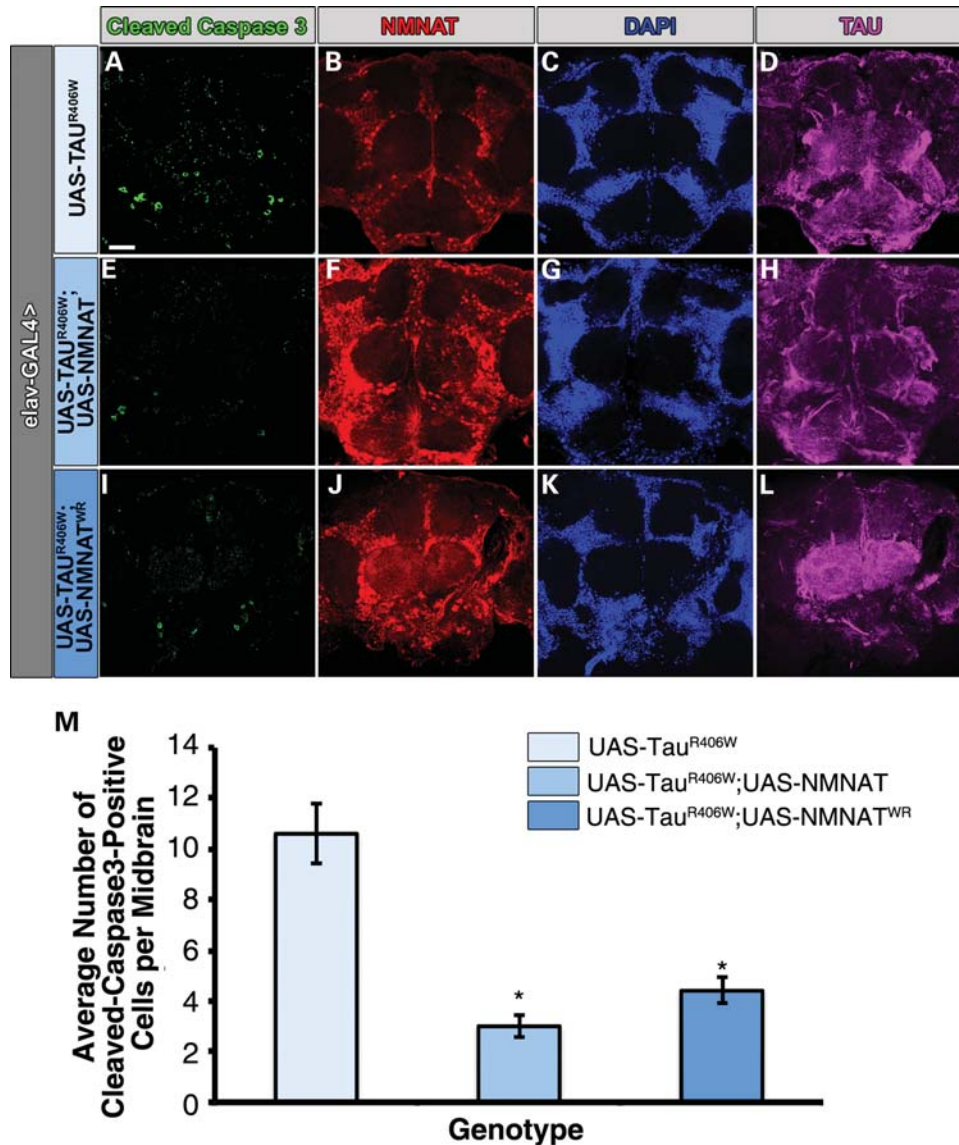 Cleaved Caspase 3 NMNAT DAPI TAU
elav-GAL4>
UAS-TAU^R406W
A B C D
UAS-TAU^R406W;
UAS-NMNAT
E F G H
UAS-TAU^R406W;
UAS-NMNAT^WR
I J K L
M
Average Number of
Cleaved-Caspase3-Positive
Cells per Midbrain
14
12
10
8
6
4
2
0
*
*
UAS-Tau^R406W
UAS-Tau^R406W;UAS-NMNAT
UAS-Tau^R406W;UAS-NMNAT^WR
Genotype